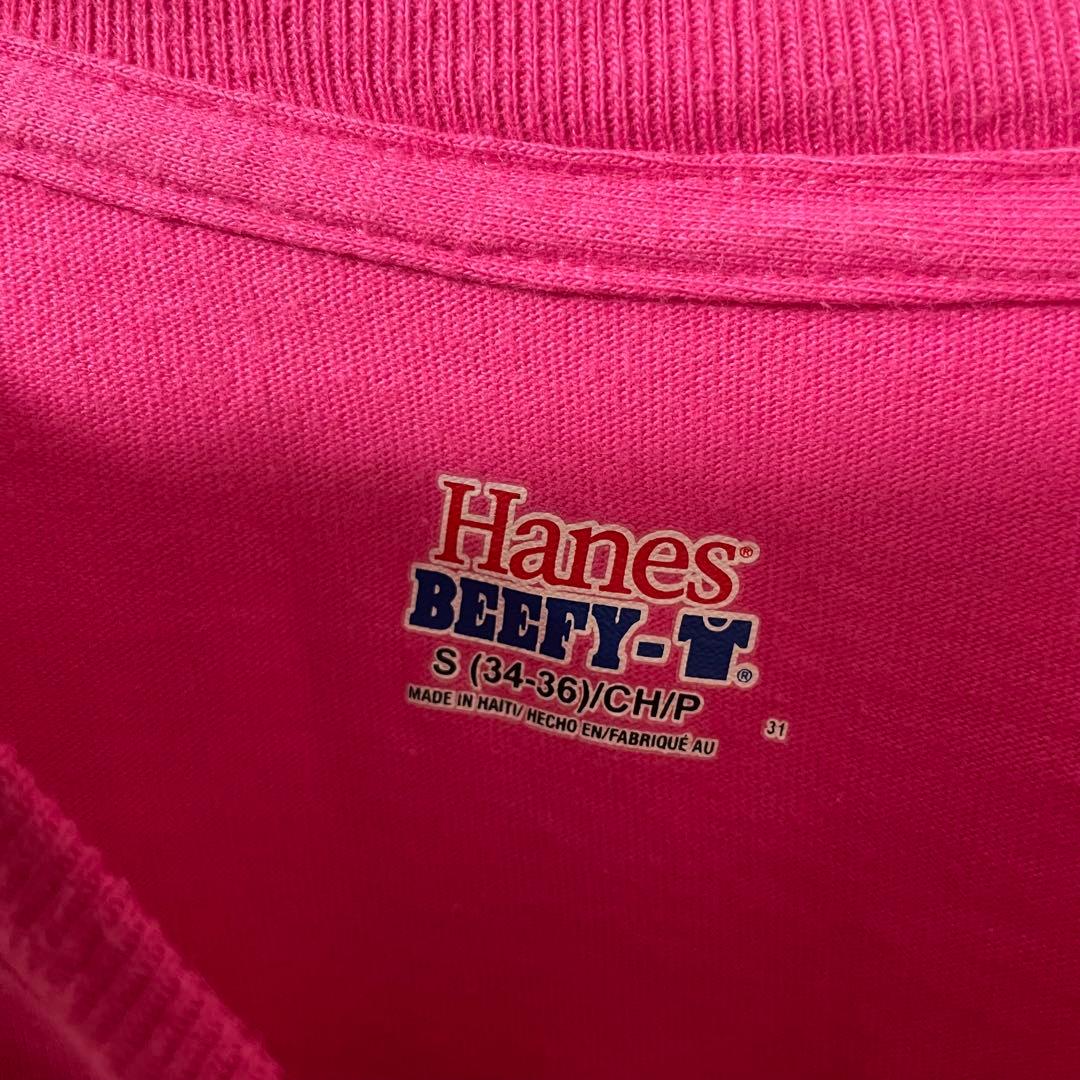 Hanes®
BEEFY-T®
S (34-36)/CH/P
MADE IN HAITI/ HECHO EN/FABRIQUÉ AU
31